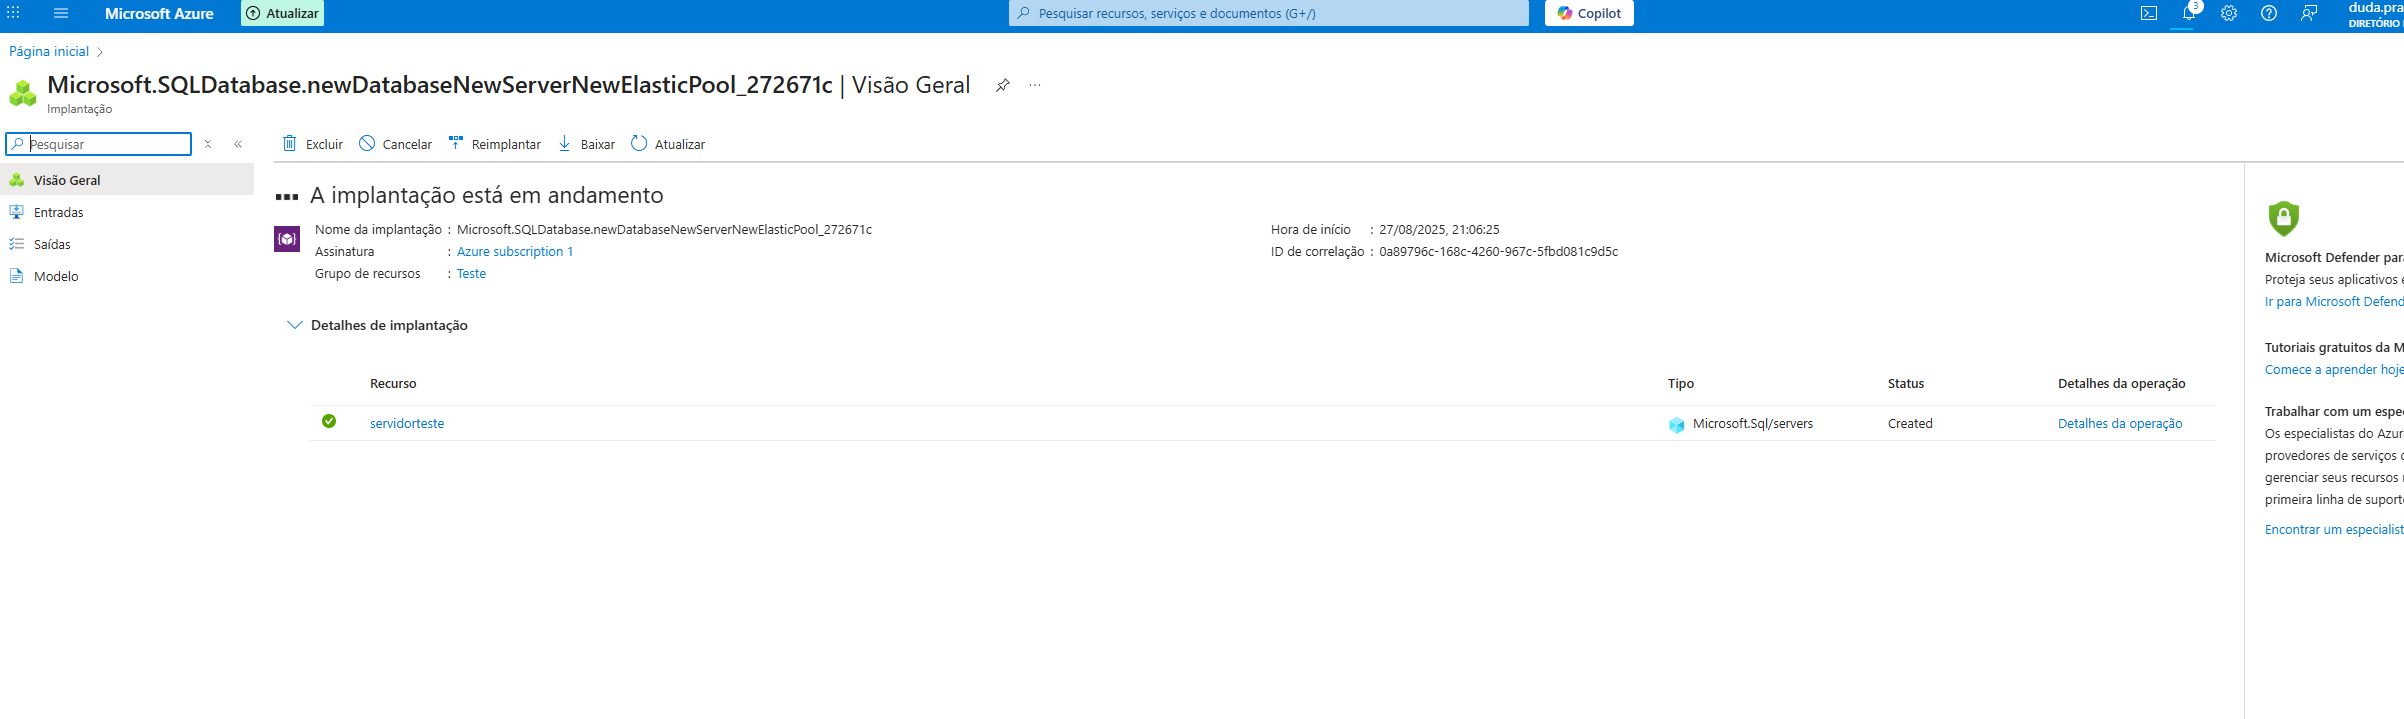 Microsoft Azure
Atualizar
Pesquisar recursos, serviços e documentos (G+/)
Copilot
3
duda.pra
DIRETÓRIO
Página inicial
Microsoft.SQLDatabase.newDatabaseNewServerNewElasticPool_272671c | Visão Geral
Implantação
Pesquisar
Excluir
Cancelar
Reimplantar
Baixar
Atualizar
Visão Geral
Entradas
Saídas
Modelo
A implantação está em andamento
Nome da implantação : Microsoft.SQLDatabase.newDatabaseNewServerNewElasticPool_272671c
Assinatura : Azure subscription 1
Grupo de recursos : Teste
Hora de início : 27/08/2025, 21:06:25
ID de correlação : 0a89796c-168c-4260-967c-5fbd081c9d5c
Detalhes de implantação
Recurso Tipo Status Detalhes da operação
servidorteste Microsoft.Sql/servers Created Detalhes da operação
Microsoft Defender par
Proteja seus aplicativos
Ir para Microsoft Defend
Tutoriais gratuitos da M
Comece a aprender hoje
Trabalhar com um espe
Os especialistas do Azur
provedores de serviços
gerenciar seus recursos
primeira linha de suport
Encontrar um especialist